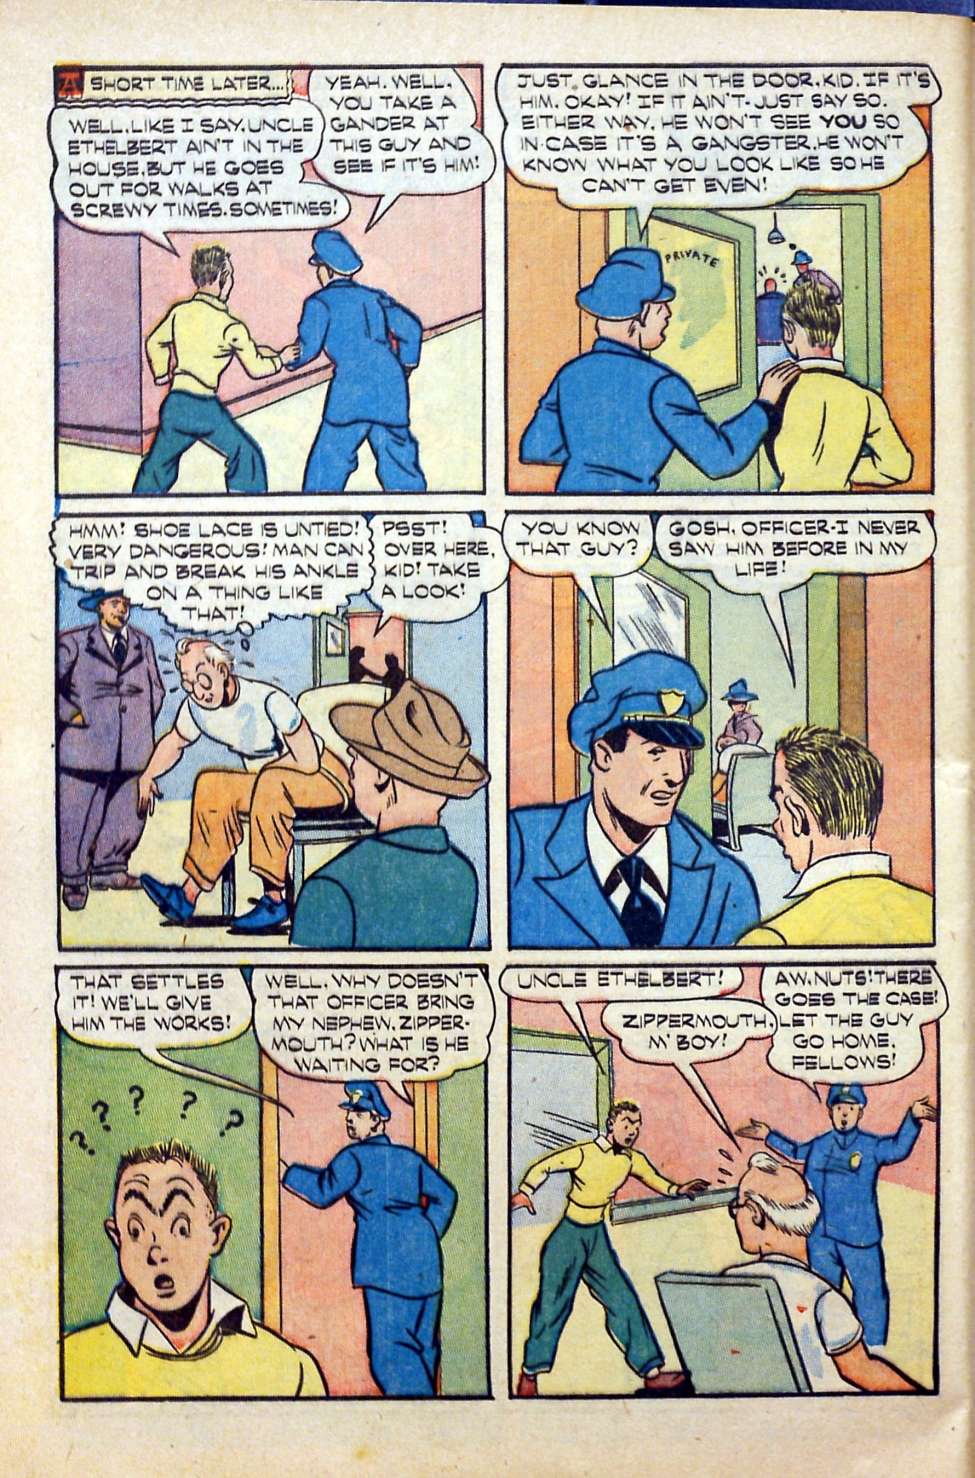 A SHORT TIME LATER...
WELL, LIKE I SAY, UNCLE
ETHELBERT AIN'T IN THE
HOUSE, BUT HE GOES
OUT FOR WALKS AT
SCREWY TIMES, SOMETIMES!
YEAH. WELL,
YOU TAKE A
GANDER AT
THIS GUY AND
SEE IF IT'S HIM!
JUST GLANCE IN THE DOOR, KID. IF IT'S
HIM, OKAY! IF IT AIN'T- JUST SAY SO.
EITHER WAY, HE WON'T SEE YOU SO
IN-CASE IT'S A GANGSTER, HE WON'T
KNOW WHAT YOU LOOK LIKE SO HE
CAN'T GET EVEN!
PRIVATE
HMM! SHOE LACE IS UNTIED!
VERY DANGEROUS! MAN CAN
TRIP AND BREAK HIS ANKLE
ON A THING LIKE
THAT!
PSST!
OVER HERE,
KID! TAKE
A LOOK!
YOU KNOW
THAT GUY?
GOSH, OFFICER-I NEVER
SAW HIM BEFORE IN MY
LIFE!
THAT SETTLES
IT! WE'LL GIVE
HIM THE WORKS!
? ? ? ? ?
WELL, WHY DOESN'T
THAT OFFICER BRING
MY NEPHEW, ZIPPER-
MOUTH? WHAT IS HE
WAITING FOR?
UNCLE ETHELBERT!
ZIPPERMOUTH,
M' BOY!
AW, NUTS! THERE
GOES THE CASE!
LET THE GUY
GO HOME,
FELLOWS!